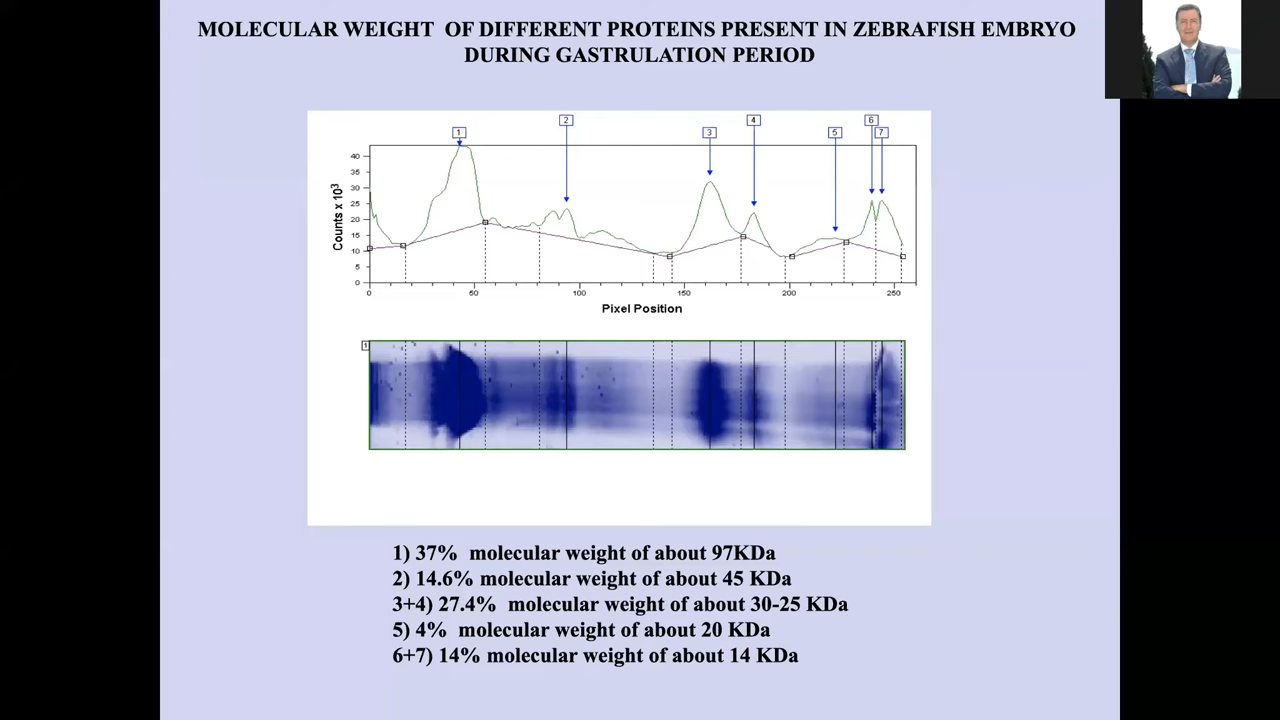 MOLECULAR WEIGHT OF DIFFERENT PROTEINS PRESENT IN ZEBRAFISH EMBRYO
DURING GASTRULATION PERIOD
1
2
3
4
5
6
7
40
35
30
25
20
15
10
5
0
Counts x 10³
0
50
100
150
200
250
Pixel Position
1
1) 37% molecular weight of about 97KDa
2) 14.6% molecular weight of about 45 KDa
3+4) 27.4% molecular weight of about 30-25 KDa
5) 4% molecular weight of about 20 KDa
6+7) 14% molecular weight of about 14 KDa